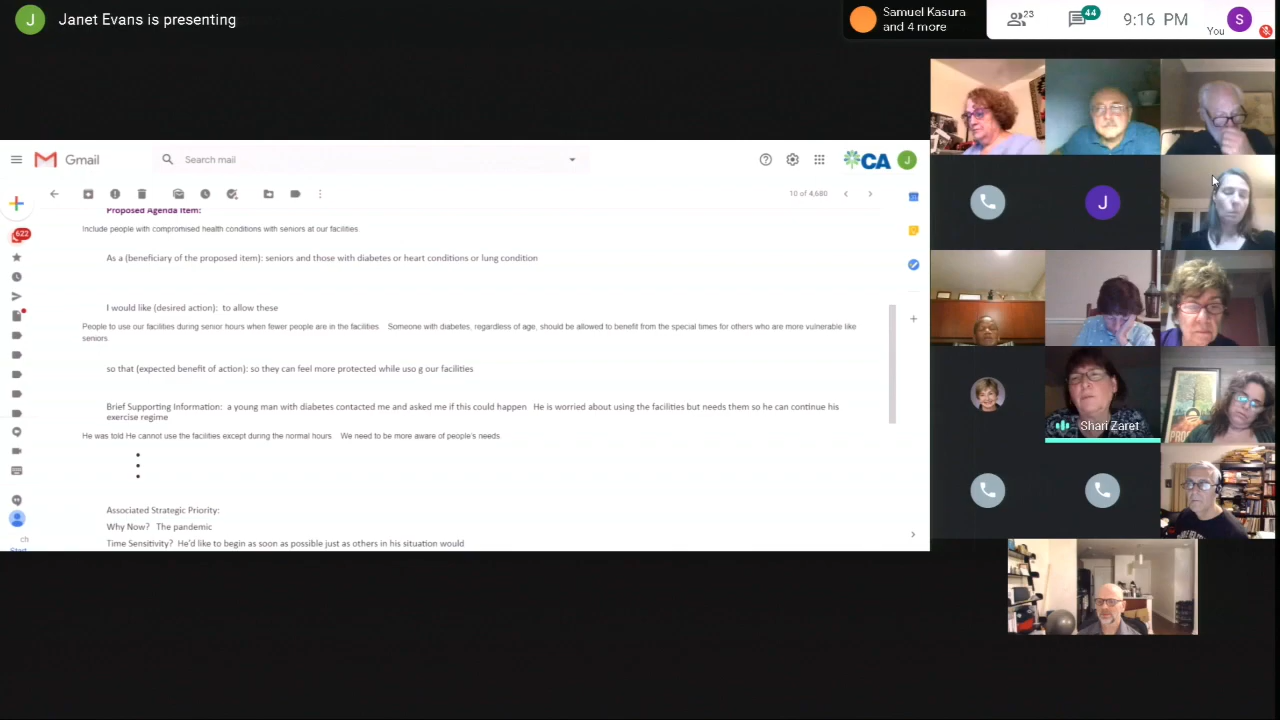 J Janet Evans is presenting
Samuel Kasura
and 4 more
23
44
9:16 PM
You
S
Gmail
Search mail
CA
J
10 of 4,680
622
Proposed Agenda Item:
Include people with compromised health conditions with seniors at our facilities
As a (beneficiary of the proposed item): seniors and those with diabetes or heart conditions or lung condition
I would like (desired action): to allow these
People to use our facilities during senior hours when fewer people are in the facilities Someone with diabetes, regardless of age, should be allowed to benefit from the special times for others who are more vulnerable like
seniors.
so that (expected benefit of action): so they can feel more protected while uso g our facilities
Brief Supporting Information: a young man with diabetes contacted me and asked me if this could happen He is worried about using the facilities but needs them so he can continue his
exercise regime
He was told He cannot use the facilities except during the normal hours We need to be more aware of people's needs
Associated Strategic Priority:
Why Now? The pandemic
Time Sensitivity? He'd like to begin as soon as possible just as others in his situation would
ch
Start
J
Shari Zaret